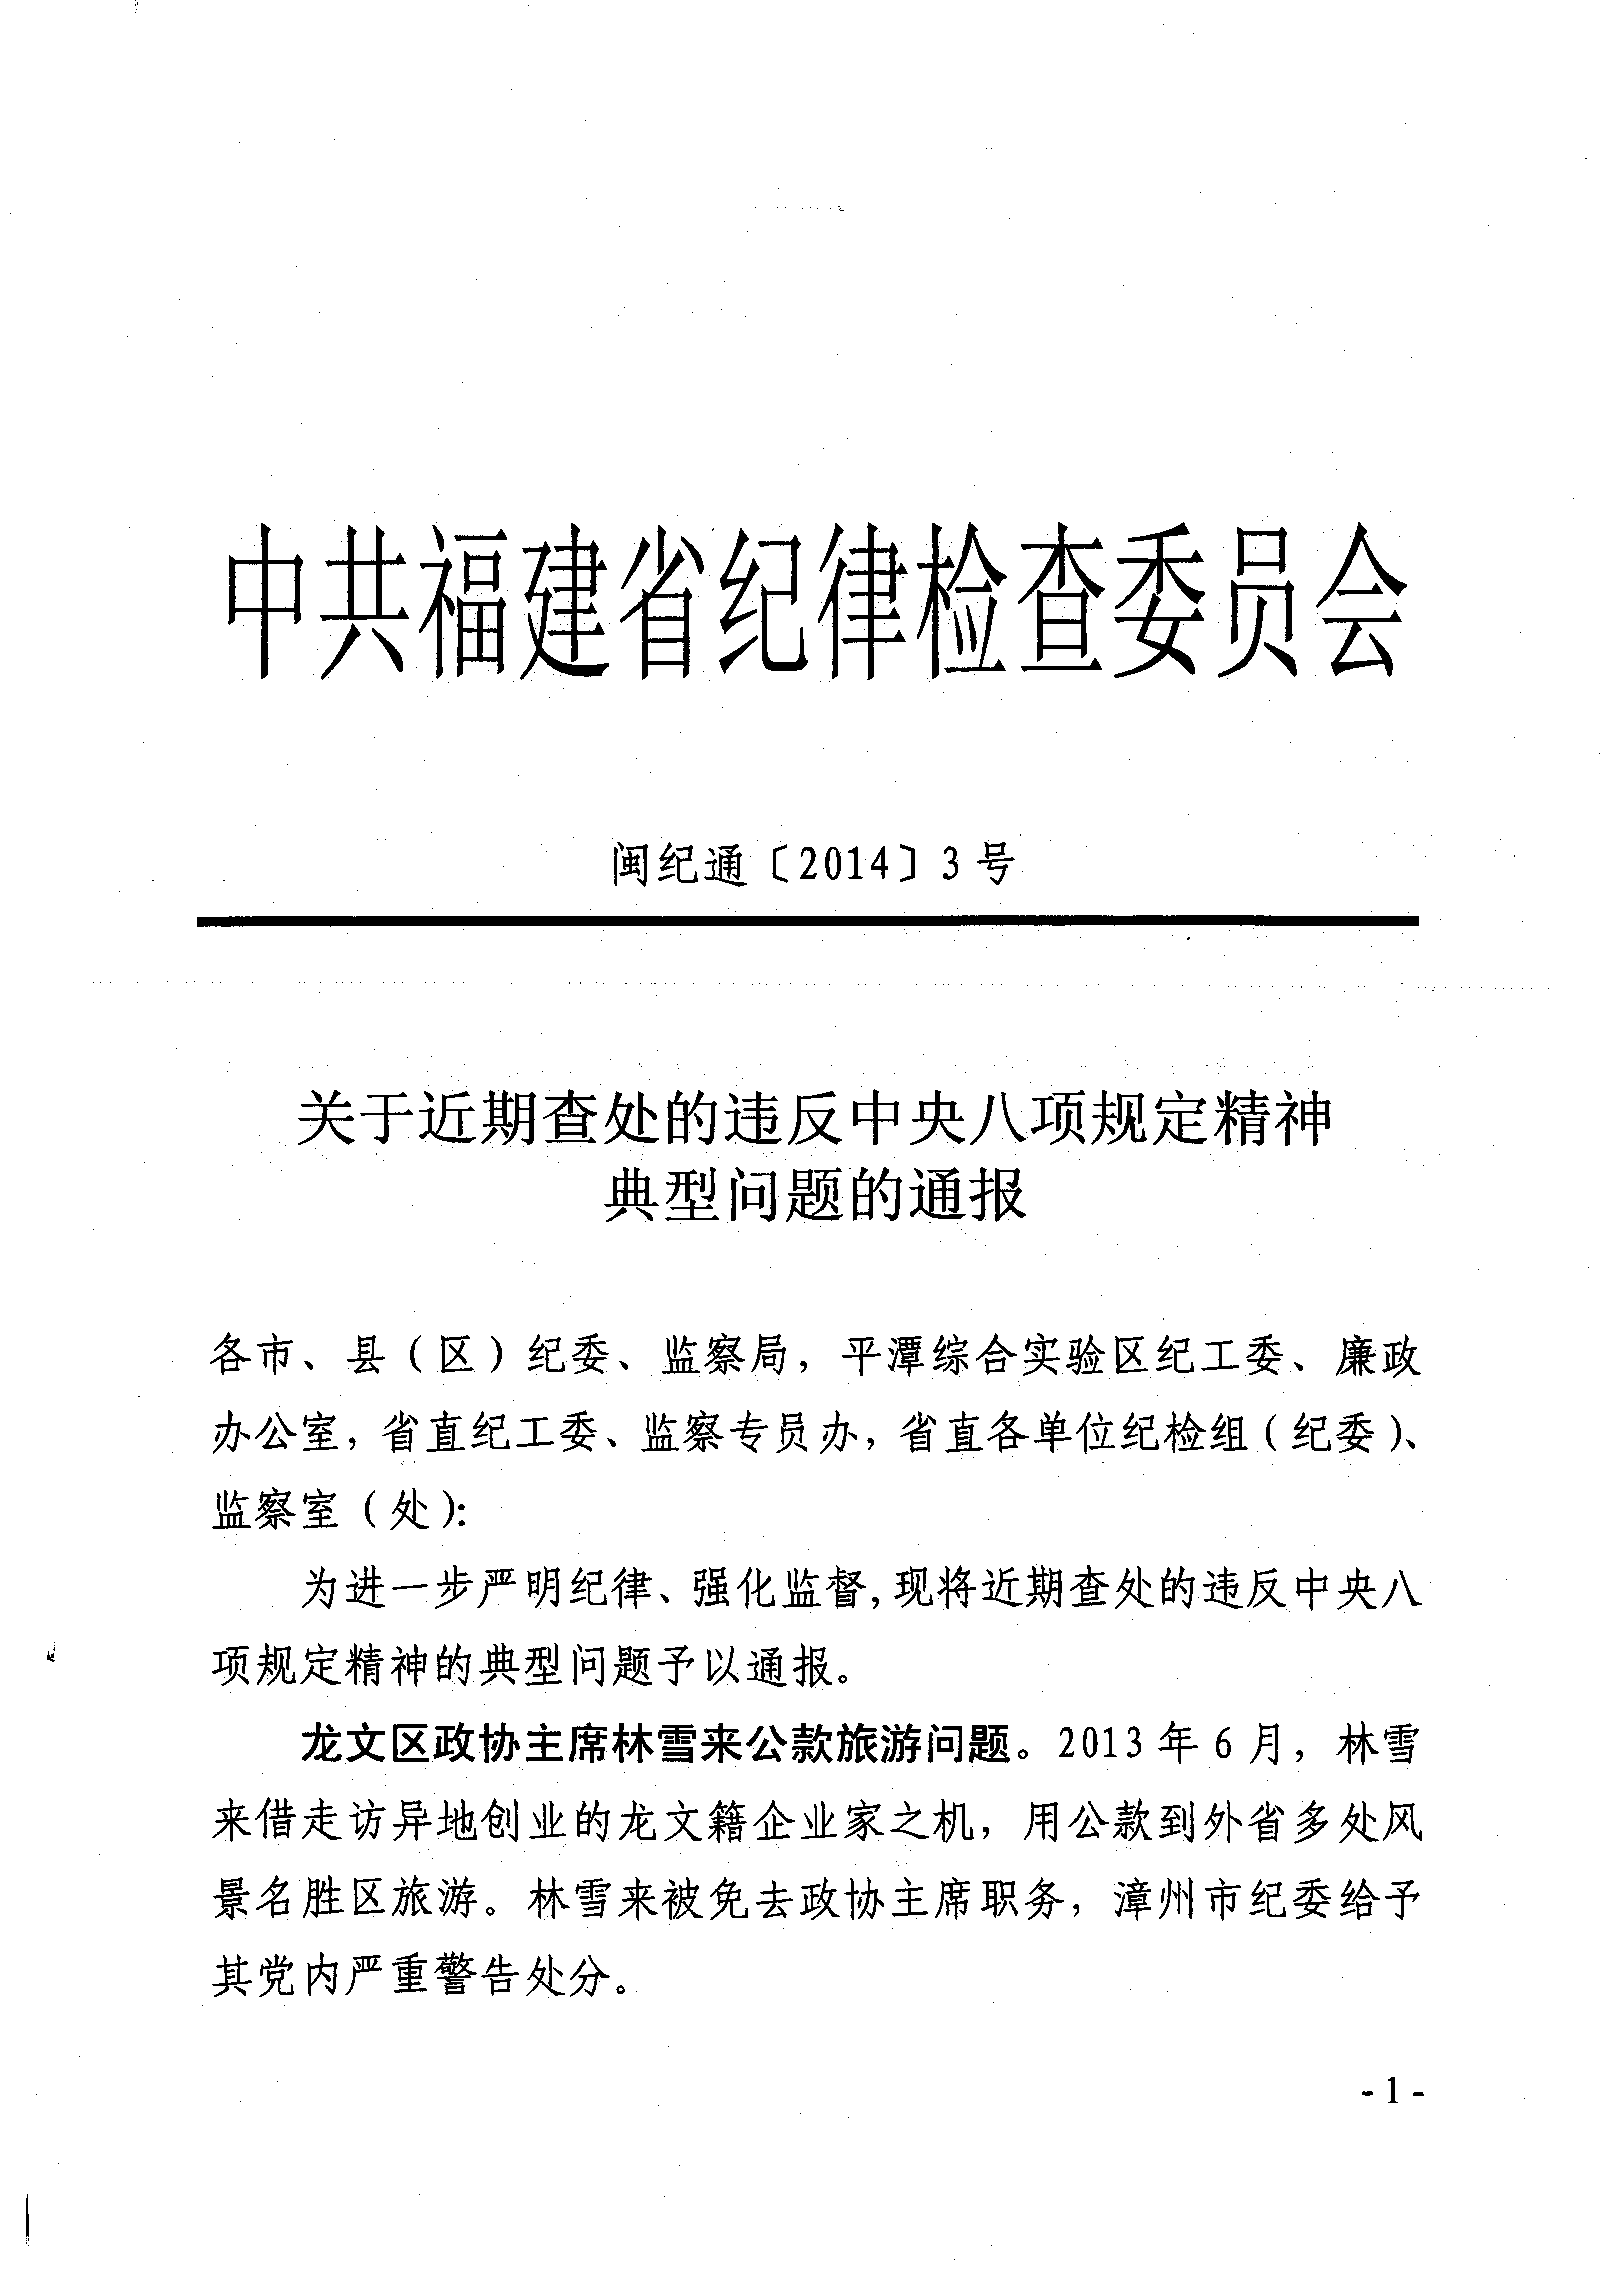 中共福建省纪律检查委员会
闽纪通〔2014〕3号
关于近期查处的违反中央八项规定精神
典型问题的通报
各市、县（区）纪委、监察局，平潭综合实验区纪工委、廉政
办公室，省直纪工委、监察专员办，省直各单位纪检组（纪委）、
监察室（处）：
为进一步严明纪律、强化监督，现将近期查处的违反中央八
项规定精神的典型问题予以通报。
龙文区政协主席林雪来公款旅游问题。2013年6月，林雪
来借走访异地创业的龙文籍企业家之机，用公款到外省多处风
景名胜区旅游。林雪来被免去政协主席职务，漳州市纪委给予
其党内严重警告处分。
- 1 -